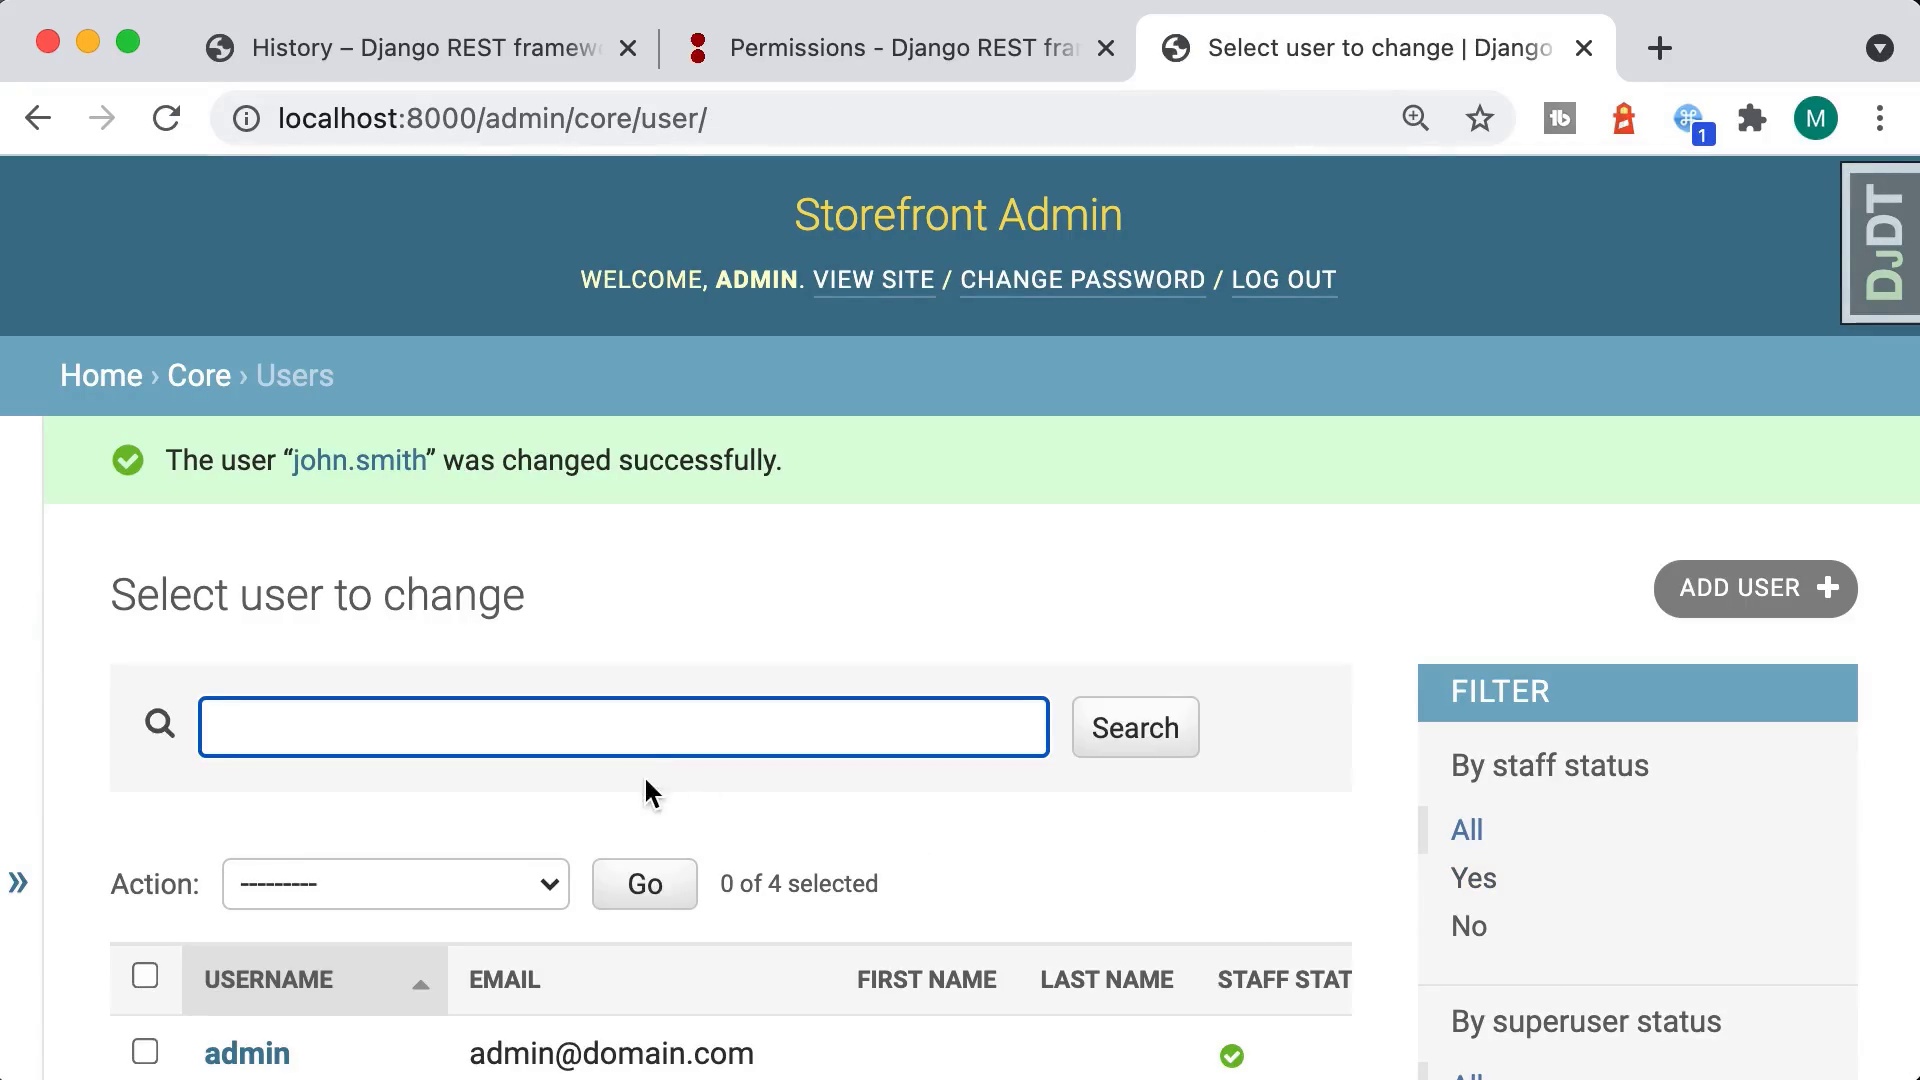 History – Django REST framew
Permissions - Django REST fra
Select user to change | Django
localhost:8000/admin/core/user/
1
M
Storefront Admin
WELCOME, ADMIN. VIEW SITE / CHANGE PASSWORD / LOG OUT
DJDT
Home › Core › Users
The user “john.smith” was changed successfully.
Select user to change
ADD USER +
Search
FILTER
By staff status
All
Yes
No
Action: --------- Go 0 of 4 selected
USERNAME EMAIL FIRST NAME LAST NAME STAFF STAT
admin admin@domain.com
By superuser status
All